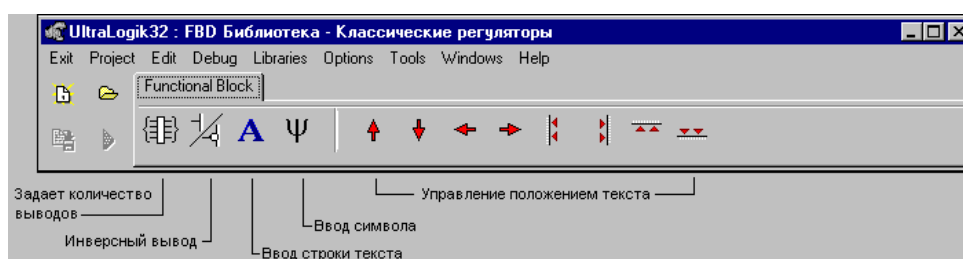 UltraLogik32 : FBD Библиотека - Классические регуляторы
Exit Project Edit Debug Libraries Options Tools Windows Help
Functional Block
A Ψ
Задает количество
выводов
Управление положением текста
Ввод символа
Инверсный вывод
Ввод строки текста